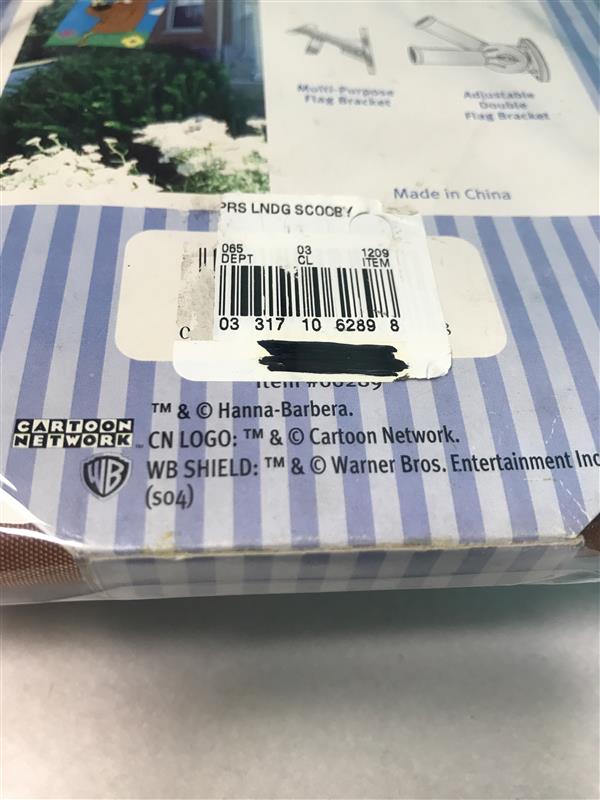 Multi-Purpose
Flag Bracket
Adjustable
Double
Flag Bracket
Made in China
PRS LNDG SCOOBY
065 03 1209
DEPT CL ITEM
03 317 10 6289 8
TM & © Hanna-Barbera.
CARTOON
NETWORK
CN LOGO: TM & © Cartoon Network.
WB
WB SHIELD: TM & © Warner Bros. Entertainment Inc
(s04)